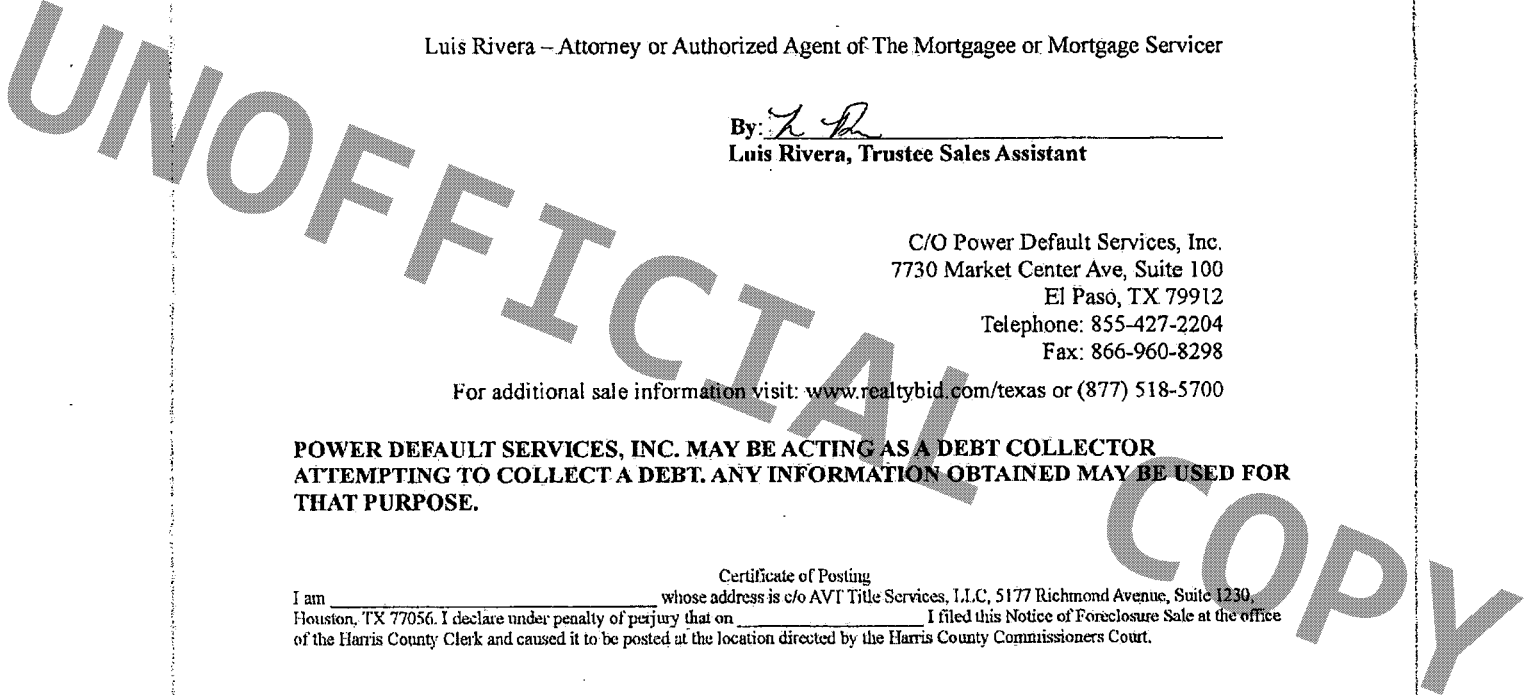 Luis Rivera – Attorney or Authorized Agent of The Mortgagee or Mortgage Servicer
By:
Luis Rivera, Trustee Sales Assistant
C/O Power Default Services, Inc.
7730 Market Center Ave, Suite 100
El Paso, TX 79912
Telephone: 855-427-2204
Fax: 866-960-8298
For additional sale information visit: www.realtybid.com/texas or (877) 518-5700
POWER DEFAULT SERVICES, INC. MAY BE ACTING AS A DEBT COLLECTOR
ATTEMPTING TO COLLECT A DEBT. ANY INFORMATION OBTAINED MAY BE USED FOR
THAT PURPOSE.
Certificate of Posting
I am ______________________________ whose address is c/o AVT Title Services, LLC, 5177 Richmond Avenue, Suite 1230,
Houston, TX 77056. I declare under penalty of perjury that on __________________ I filed this Notice of Foreclosure Sale at the office
of the Harris County Clerk and caused it to be posted at the location directed by the Harris County Commissioners Court.
UNOFFICIAL COPY